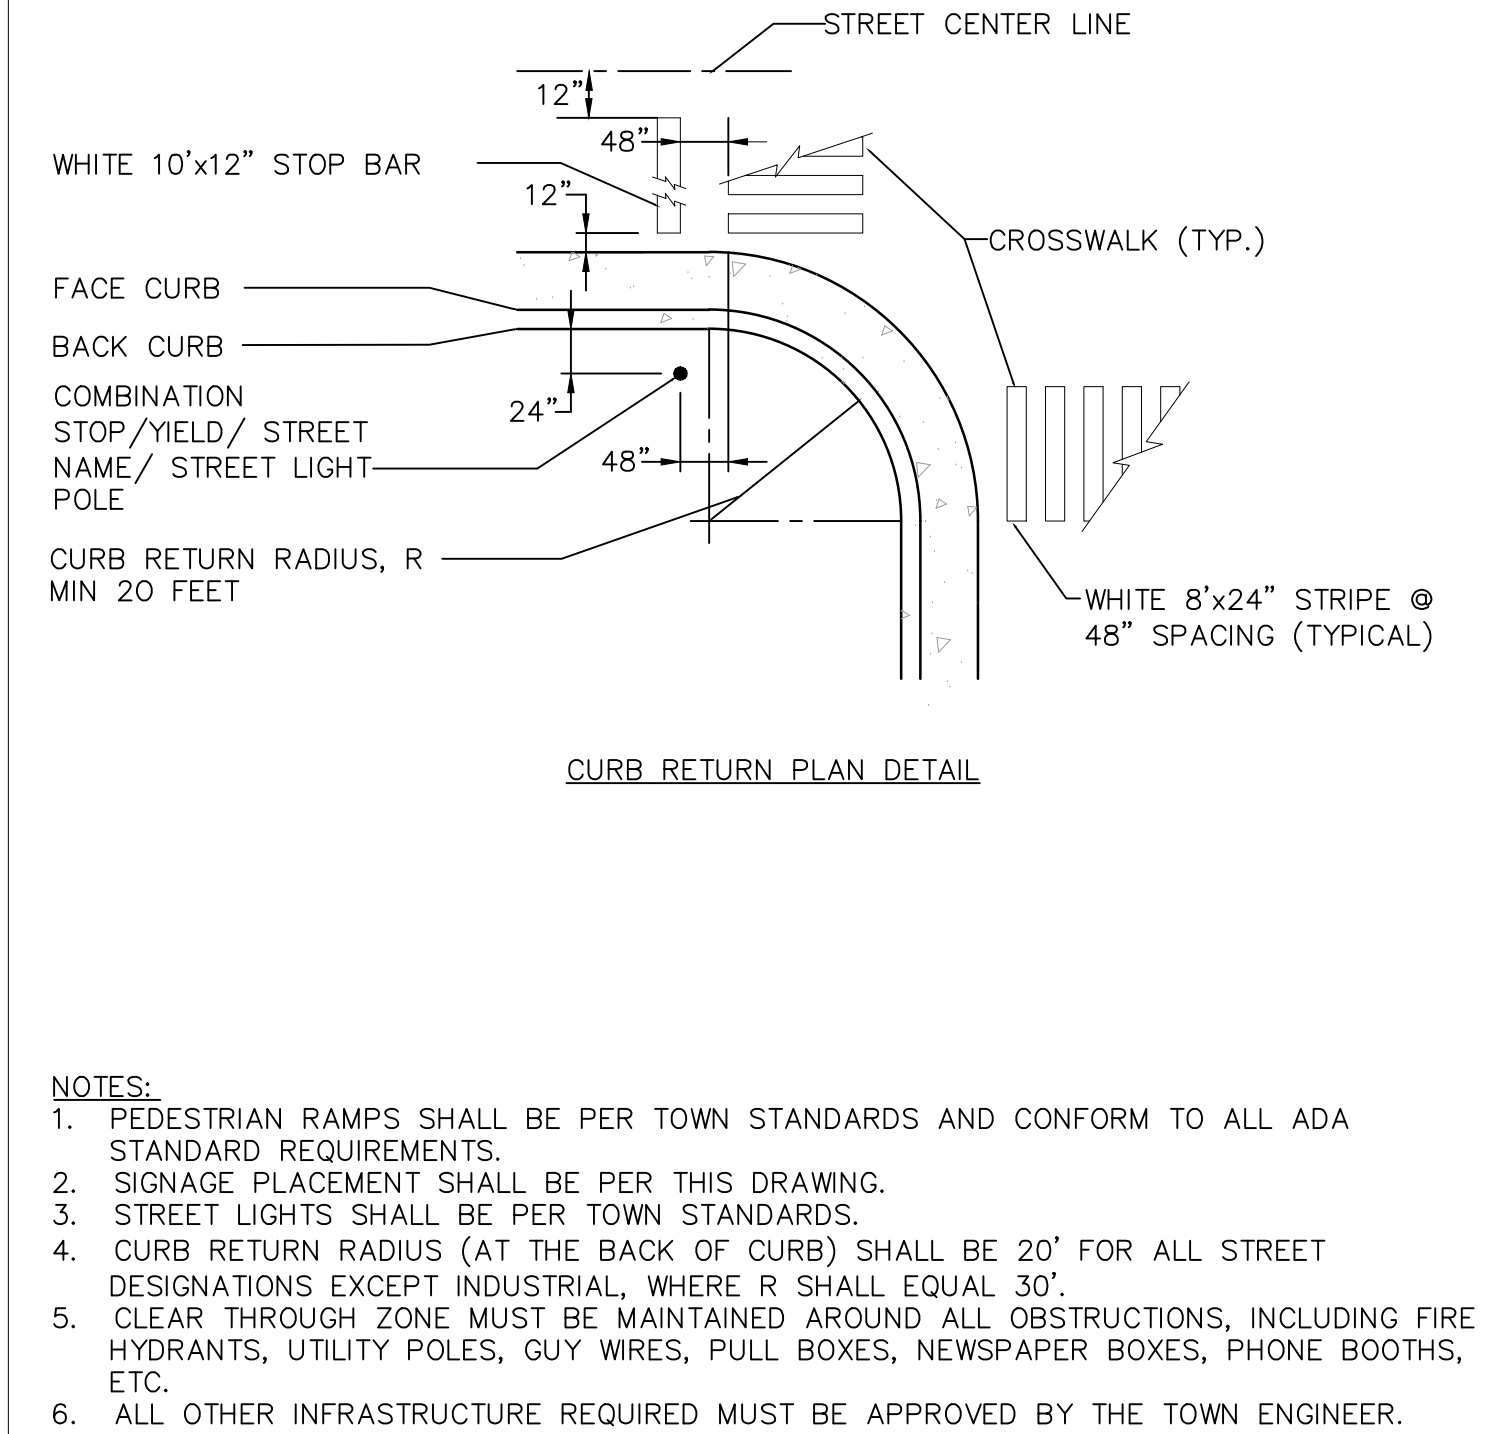 STREET CENTER LINE
12"
48"
WHITE 10'x12" STOP BAR
12"
CROSSWALK (TYP.)
FACE CURB
BACK CURB
COMBINATION
STOP/YIELD/ STREET
NAME/ STREET LIGHT
POLE
24"
48"
CURB RETURN RADIUS, R
MIN 20 FEET
WHITE 8'x24" STRIPE @
48" SPACING (TYPICAL)
CURB RETURN PLAN DETAIL
NOTES:
1. PEDESTRIAN RAMPS SHALL BE PER TOWN STANDARDS AND CONFORM TO ALL ADA
STANDARD REQUIREMENTS.
2. SIGNAGE PLACEMENT SHALL BE PER THIS DRAWING.
3. STREET LIGHTS SHALL BE PER TOWN STANDARDS.
4. CURB RETURN RADIUS (AT THE BACK OF CURB) SHALL BE 20' FOR ALL STREET
DESIGNATIONS EXCEPT INDUSTRIAL, WHERE R SHALL EQUAL 30'.
5. CLEAR THROUGH ZONE MUST BE MAINTAINED AROUND ALL OBSTRUCTIONS, INCLUDING FIRE
HYDRANTS, UTILITY POLES, GUY WIRES, PULL BOXES, NEWSPAPER BOXES, PHONE BOOTHS,
ETC.
6. ALL OTHER INFRASTRUCTURE REQUIRED MUST BE APPROVED BY THE TOWN ENGINEER.